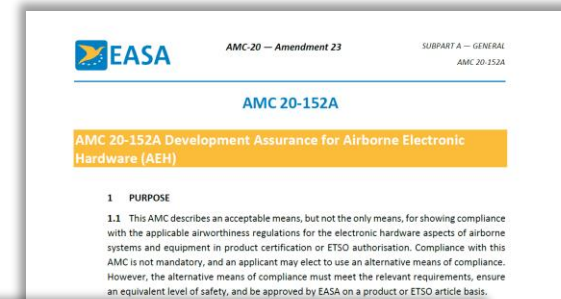 EASA
AMC-20 — Amendment 23
SUBPART A — GENERAL
AMC 20-152A
AMC 20-152A
AMC 20-152A Development Assurance for Airborne Electronic
Hardware (AEH)
1 PURPOSE
1.1 This AMC describes an acceptable means, but not the only means, for showing compliance
with the applicable airworthiness regulations for the electronic hardware aspects of airborne
systems and equipment in product certification or ETSO authorisation. Compliance with this
AMC is not mandatory, and an applicant may elect to use an alternative means of compliance.
However, the alternative means of compliance must meet the relevant requirements, ensure
an equivalent level of safety, and be approved by EASA on a product or ETSO article basis.